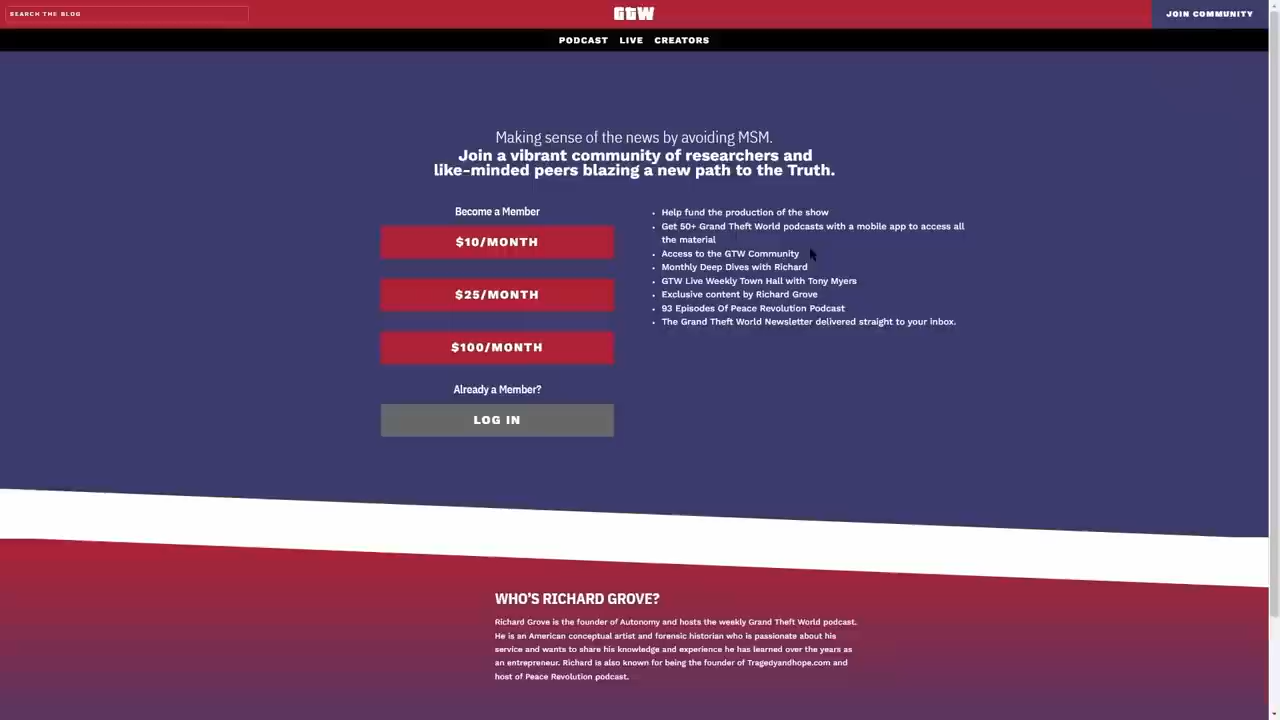 SEARCH THE BLOG
GTW
JOIN COMMUNITY
PODCAST LIVE CREATORS
Making sense of the news by avoiding MSM.
Join a vibrant community of researchers and
like-minded peers blazing a new path to the Truth.
Become a Member
$10/MONTH
$25/MONTH
$100/MONTH
Already a Member?
LOG IN
• Help fund the production of the show
• Get 50+ Grand Theft World podcasts with a mobile app to access all
the material
• Access to the GTW Community
• Monthly Deep Dives with Richard
• GTW Live Weekly Town Hall with Tony Myers
• Exclusive content by Richard Grove
• 93 Episodes Of Peace Revolution Podcast
• The Grand Theft World Newsletter delivered straight to your inbox.
WHO'S RICHARD GROVE?
Richard Grove is the founder of Autonomy and hosts the weekly Grand Theft World podcast.
He is an American conceptual artist and forensic historian who is passionate about his
service and wants to share his knowledge and experience he has learned over the years as
an entrepreneur. Richard is also known for being the founder of Tragedyandhope.com and
host of Peace Revolution podcast.